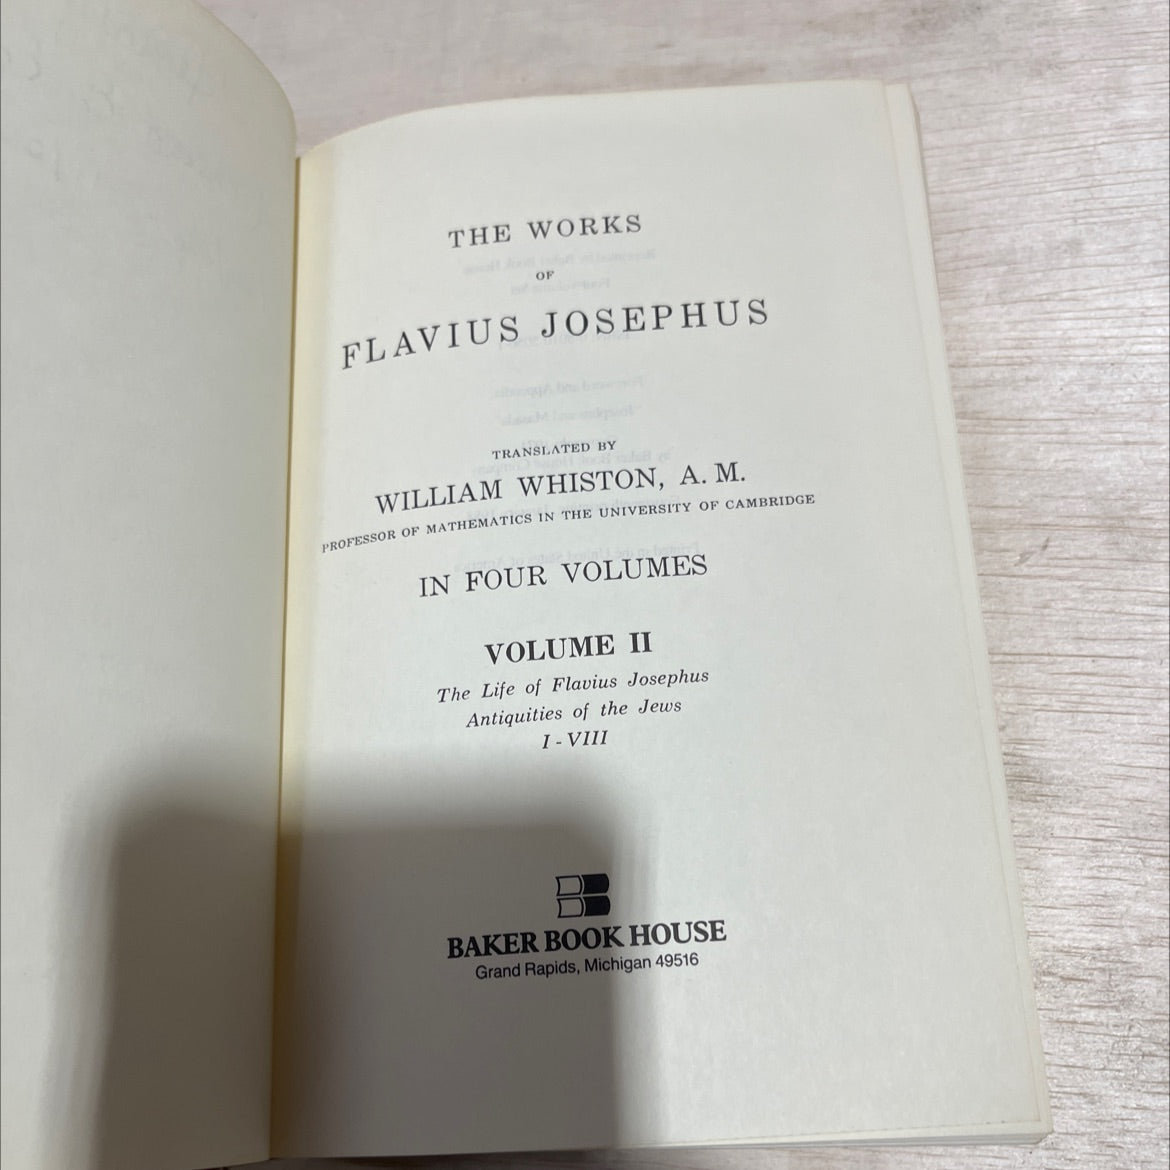 THE WORKS
OF
FLAVIUS JOSEPHUS
TRANSLATED BY
WILLIAM WHISTON, A. M.
PROFESSOR OF MATHEMATICS IN THE UNIVERSITY OF CAMBRIDGE
IN FOUR VOLUMES
VOLUME II
The Life of Flavius Josephus
Antiquities of the Jews
I - VIII
BAKER BOOK HOUSE
Grand Rapids, Michigan 49516